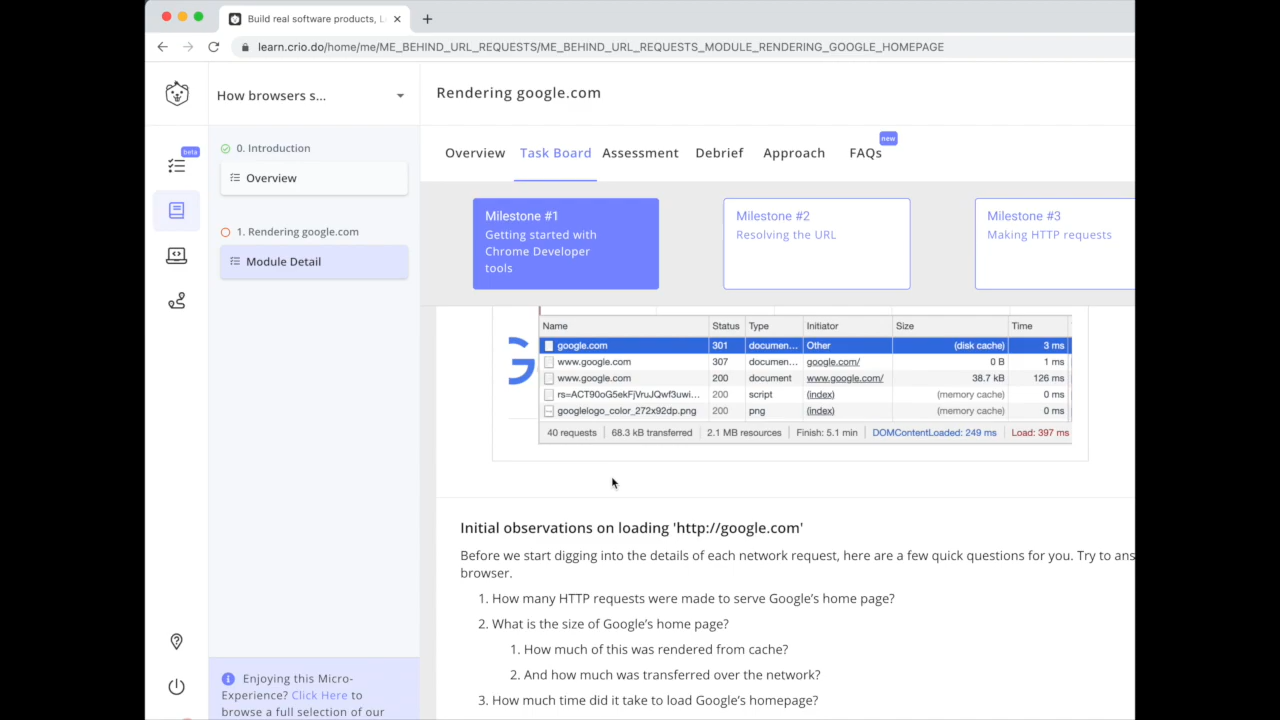 Build real software products, L
learn.crio.do/home/me/ME_BEHIND_URL_REQUESTS/ME_BEHIND_URL_REQUESTS_MODULE_RENDERING_GOOGLE_HOMEPAGE
How browsers s...
Rendering google.com
beta
0. Introduction
Overview
1. Rendering google.com
Module Detail
new
Overview Task Board Assessment Debrief Approach FAQs
Milestone #1
Getting started with
Chrome Developer
tools
Milestone #2
Resolving the URL
Milestone #3
Making HTTP requests
Name Status Type Initiator Size Time
google.com 301 documen... Other (disk cache) 3 ms
www.google.com 307 documen... google.com/ 0 B 1 ms
www.google.com 200 document www.google.com/ 38.7 kB 126 ms
rs=ACT90oG5ekFjVruJQwf3uwi... 200 script (index) (memory cache) 0 ms
googlelogo_color_272x92dp.png 200 png (index) (memory cache) 0 ms
40 requests 68.3 kB transferred 2.1 MB resources Finish: 5.1 min DOMContentLoaded: 249 ms Load: 397 ms
Initial observations on loading 'http://google.com'
Before we start digging into the details of each network request, here are a few quick questions for you. Try to ans
browser.
1. How many HTTP requests were made to serve Google's home page?
2. What is the size of Google's home page?
1. How much of this was rendered from cache?
2. And how much was transferred over the network?
3. How much time did it take to load Google's homepage?
Enjoying this Micro-
Experience? Click Here to
browse a full selection of our